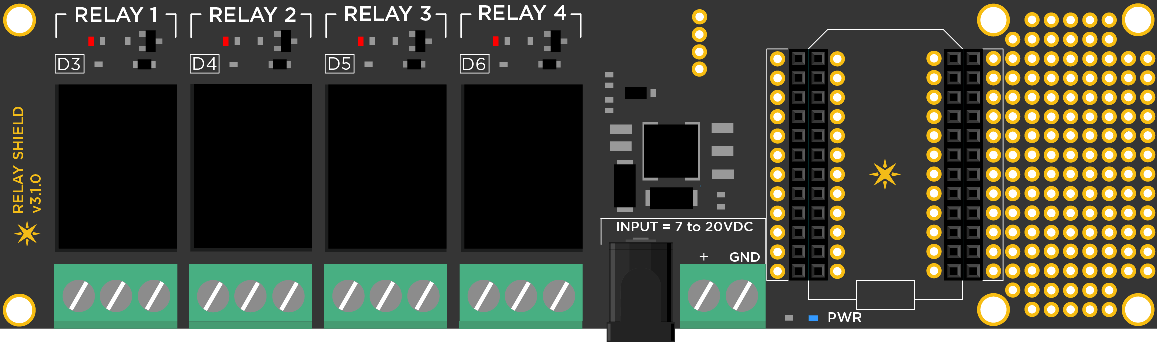 RELAY 1
RELAY 2
RELAY 3
RELAY 4
D3
D4
D5
D6
RELAY SHIELD
v3.1.0
INPUT = 7 to 20VDC
+ GND
PWR